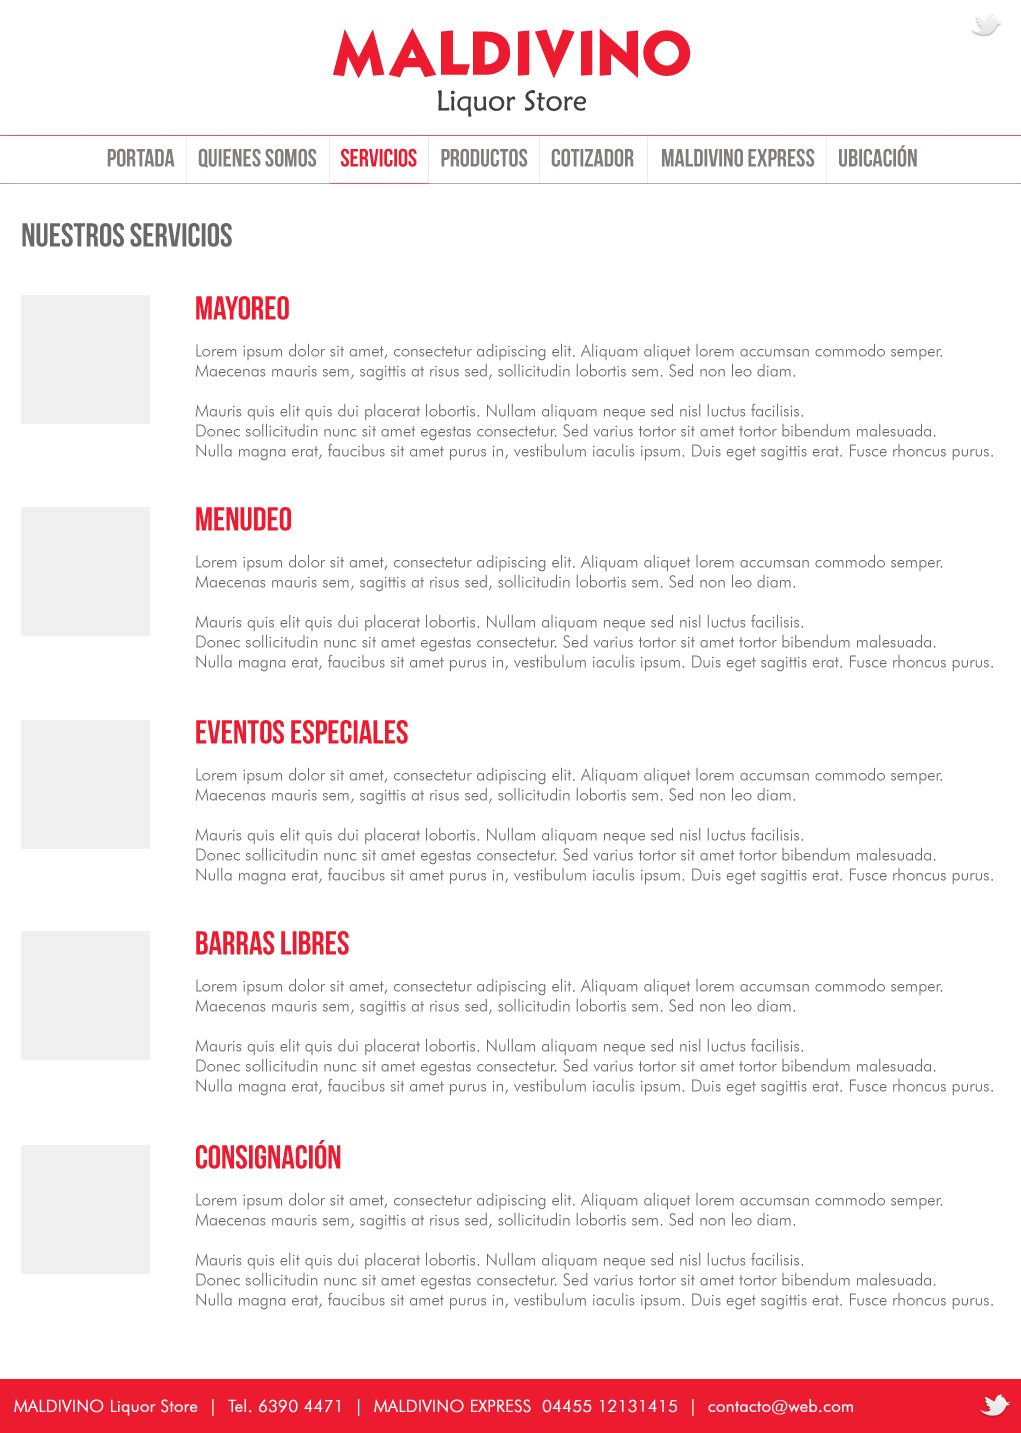 MALDIVINO
Liquor Store
PORTADA QUIENES SOMOS SERVICIOS PRODUCTOS COTIZADOR MALDIVINO EXPRESS UBICACIÓN
NUESTROS SERVICIOS
MAYOREO
Lorem ipsum dolor sit amet, consectetur adipiscing elit. Aliquam aliquet lorem accumsan commodo semper.
Maecenas mauris sem, sagittis at risus sed, sollicitudin lobortis sem. Sed non leo diam.
Mauris quis elit quis dui placerat lobortis. Nullam aliquam neque sed nisl luctus facilisis.
Donec sollicitudin nunc sit amet egestas consectetur. Sed varius tortor sit amet tortor bibendum malesuada.
Nulla magna erat, faucibus sit amet purus in, vestibulum iaculis ipsum. Duis eget sagittis erat. Fusce rhoncus purus.
MENUDEO
Lorem ipsum dolor sit amet, consectetur adipiscing elit. Aliquam aliquet lorem accumsan commodo semper.
Maecenas mauris sem, sagittis at risus sed, sollicitudin lobortis sem. Sed non leo diam.
Mauris quis elit quis dui placerat lobortis. Nullam aliquam neque sed nisl luctus facilisis.
Donec sollicitudin nunc sit amet egestas consectetur. Sed varius tortor sit amet tortor bibendum malesuada.
Nulla magna erat, faucibus sit amet purus in, vestibulum iaculis ipsum. Duis eget sagittis erat. Fusce rhoncus purus.
EVENTOS ESPECIALES
Lorem ipsum dolor sit amet, consectetur adipiscing elit. Aliquam aliquet lorem accumsan commodo semper.
Maecenas mauris sem, sagittis at risus sed, sollicitudin lobortis sem. Sed non leo diam.
Mauris quis elit quis dui placerat lobortis. Nullam aliquam neque sed nisl luctus facilisis.
Donec sollicitudin nunc sit amet egestas consectetur. Sed varius tortor sit amet tortor bibendum malesuada.
Nulla magna erat, faucibus sit amet purus in, vestibulum iaculis ipsum. Duis eget sagittis erat. Fusce rhoncus purus.
BARRAS LIBRES
Lorem ipsum dolor sit amet, consectetur adipiscing elit. Aliquam aliquet lorem accumsan commodo semper.
Maecenas mauris sem, sagittis at risus sed, sollicitudin lobortis sem. Sed non leo diam.
Mauris quis elit quis dui placerat lobortis. Nullam aliquam neque sed nisl luctus facilisis.
Donec sollicitudin nunc sit amet egestas consectetur. Sed varius tortor sit amet tortor bibendum malesuada.
Nulla magna erat, faucibus sit amet purus in, vestibulum iaculis ipsum. Duis eget sagittis erat. Fusce rhoncus purus.
CONSIGNACIÓN
Lorem ipsum dolor sit amet, consectetur adipiscing elit. Aliquam aliquet lorem accumsan commodo semper.
Maecenas mauris sem, sagittis at risus sed, sollicitudin lobortis sem. Sed non leo diam.
Mauris quis elit quis dui placerat lobortis. Nullam aliquam neque sed nisl luctus facilisis.
Donec sollicitudin nunc sit amet egestas consectetur. Sed varius tortor sit amet tortor bibendum malesuada.
Nulla magna erat, faucibus sit amet purus in, vestibulum iaculis ipsum. Duis eget sagittis erat. Fusce rhoncus purus.
MALDIVINO Liquor Store | Tel. 6390 4471 | MALDIVINO EXPRESS 04455 12131415 | contacto@web.com